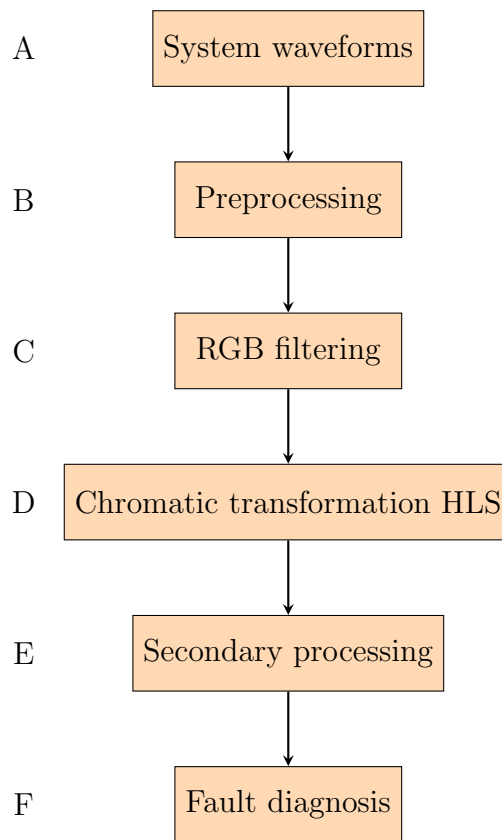 A System waveforms
B Preprocessing
C RGB filtering
D Chromatic transformation HLS
E Secondary processing
F Fault diagnosis